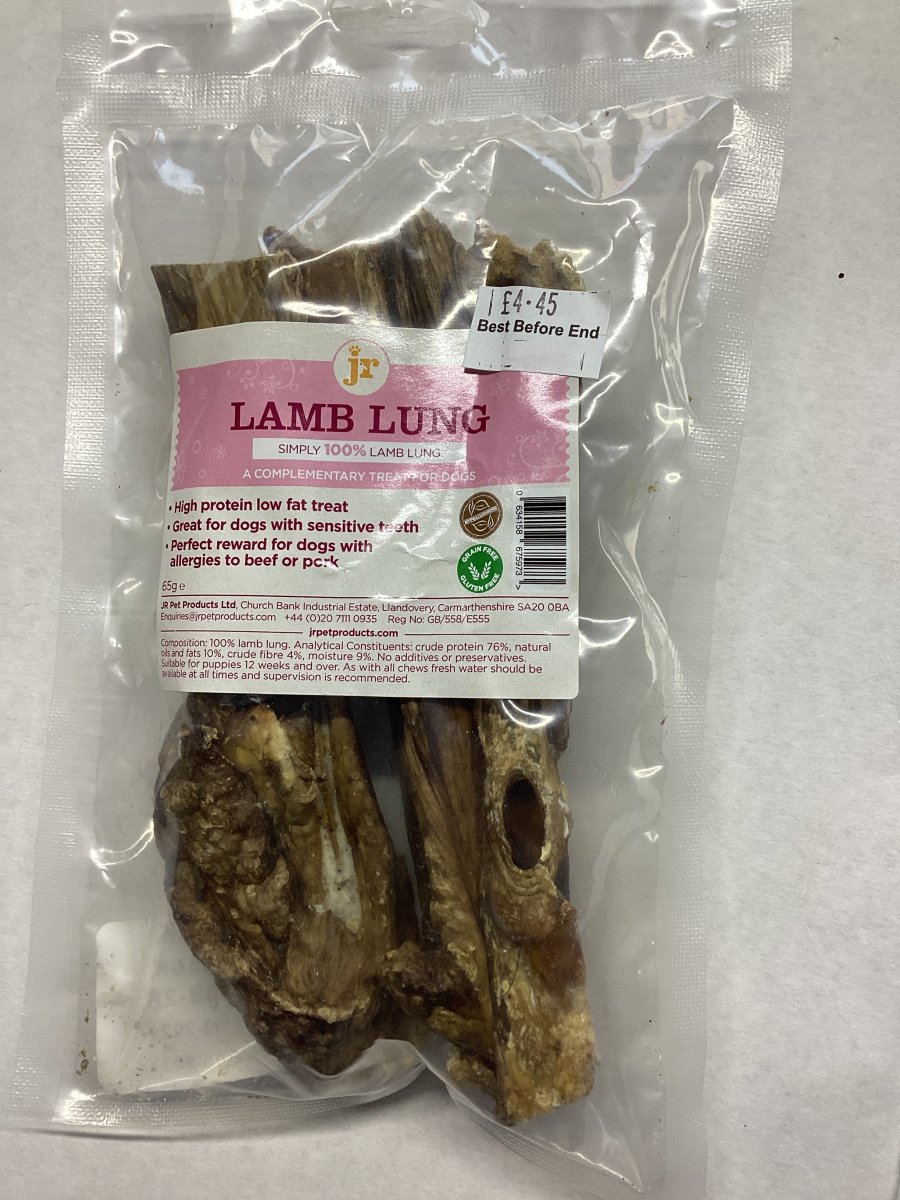 £4.45
Best Before End
jr
LAMB LUNG
SIMPLY 100% LAMB LUNG
A COMPLEMENTARY TREAT FOR DOGS
• High protein low fat treat
• Great for dogs with sensitive teeth
• Perfect reward for dogs with
allergies to beef or pork
GRAIN FREE
GLUTEN FREE
0 634158 675973 >
65g e
JR Pet Products Ltd, Church Bank Industrial Estate, Llandovery, Carmarthenshire SA20 0BA
Enquiries@jrpetproducts.com +44 (0)20 7111 0935 Reg No: GB/558/E555
jrpetproducts.com
Composition: 100% lamb lung. Analytical Constituents: crude protein 76%, natural
oils and fats 10%, crude fibre 4%, moisture 9%. No additives or preservatives.
Suitable for puppies 12 weeks and over. As with all chews fresh water should be
available at all times and supervision is recommended.